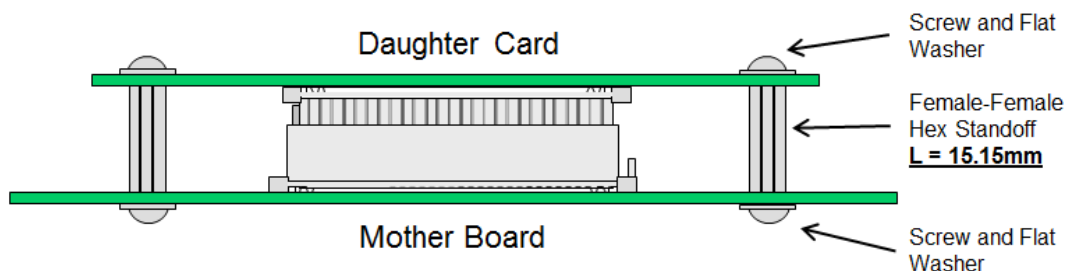 Daughter Card
Screw and Flat
Washer
Female-Female
Hex Standoff
L = 15.15mm
Mother Board
Screw and Flat
Washer